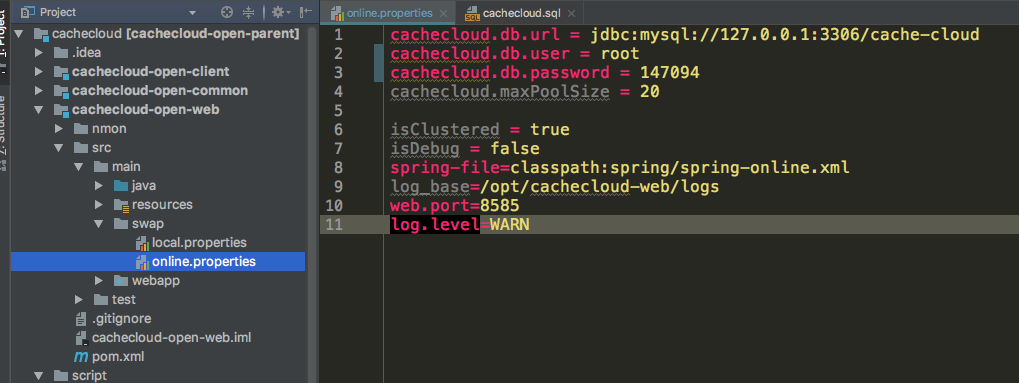 Project
online.properties
cachecloud.sql
1: Project
Z: Structure
cachecloud [cachecloud-open-parent]
.idea
cachecloud-open-client
cachecloud-open-common
cachecloud-open-web
nmon
src
main
java
resources
swap
local.properties
online.properties
webapp
test
.gitignore
cachecloud-open-web.iml
pom.xml
script
1 cachecloud.db.url = jdbc:mysql://127.0.0.1:3306/cache-cloud
2 cachecloud.db.user = root
3 cachecloud.db.password = 147094
4 cachecloud.maxPoolSize = 20
5
6 isClustered = true
7 isDebug = false
8 spring-file=classpath:spring/spring-online.xml
9 log_base=/opt/cachecloud-web/logs
10 web.port=8585
11 log.level=WARN